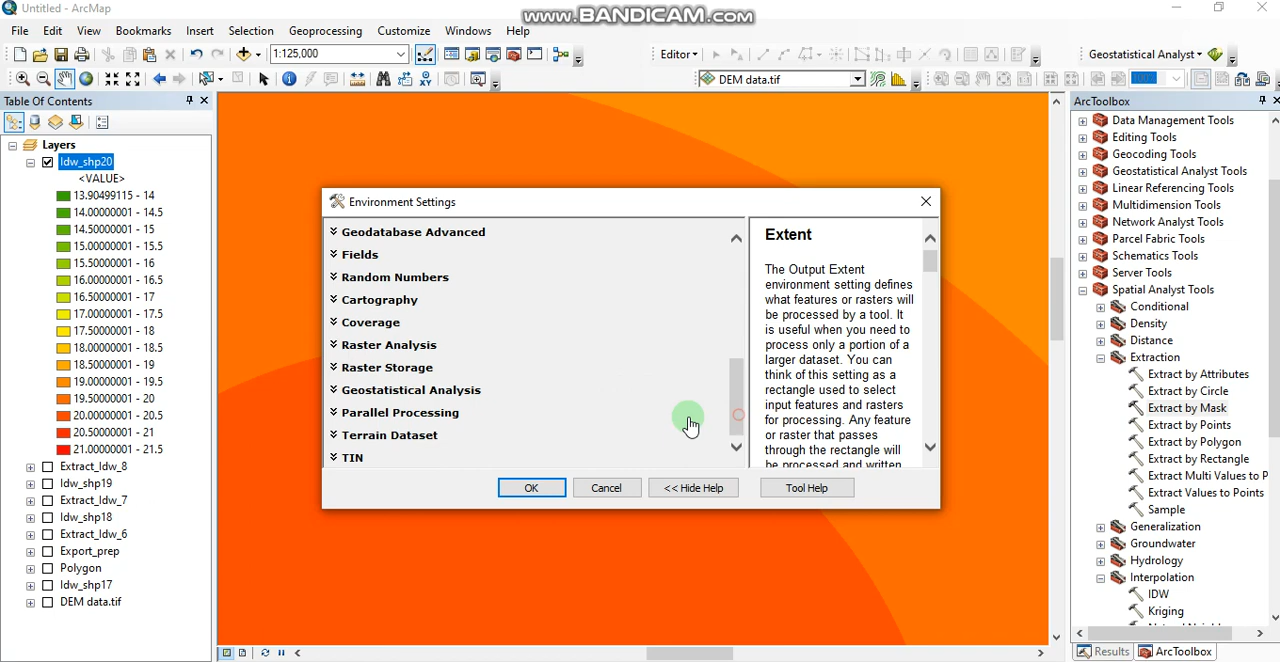 Untitled - ArcMap
www.BANDICAM.com
File Edit View Bookmarks Insert Selection Geoprocessing Customize Windows Help
1:125,000
Editor
Geostatistical Analyst
DEM data.tif
Table Of Contents
ArcToolbox
Layers
Idw_shp20
<VALUE>
13.90499115 - 14
14.00000001 - 14.5
14.50000001 - 15
15.00000001 - 15.5
15.50000001 - 16
16.00000001 - 16.5
16.50000001 - 17
17.00000001 - 17.5
17.50000001 - 18
18.00000001 - 18.5
18.50000001 - 19
19.00000001 - 19.5
19.50000001 - 20
20.00000001 - 20.5
20.50000001 - 21
21.00000001 - 21.5
Extract_Idw_8
Idw_shp19
Extract_Idw_7
Idw_shp18
Extract_Idw_6
Export_prep
Polygon
Idw_shp17
DEM data.tif
Environment Settings
Geodatabase Advanced
Fields
Random Numbers
Cartography
Coverage
Raster Analysis
Raster Storage
Geostatistical Analysis
Parallel Processing
Terrain Dataset
TIN
Extent
The Output Extent
environment setting defines
what features or rasters will
be processed by a tool. It
is useful when you need to
process only a portion of a
larger dataset. You can
think of this setting as a
rectangle used to select
input features and rasters
for processing. Any feature
or raster that passes
through the rectangle will
be processed and written
OK
Cancel
<< Hide Help
Tool Help
Data Management Tools
Editing Tools
Geocoding Tools
Geostatistical Analyst Tools
Linear Referencing Tools
Multidimension Tools
Network Analyst Tools
Parcel Fabric Tools
Schematics Tools
Server Tools
Spatial Analyst Tools
Conditional
Density
Distance
Extraction
Extract by Attributes
Extract by Circle
Extract by Mask
Extract by Points
Extract by Polygon
Extract by Rectangle
Extract Multi Values to P
Extract Values to Points
Sample
Generalization
Groundwater
Hydrology
Interpolation
IDW
Kriging
Results
ArcToolbox